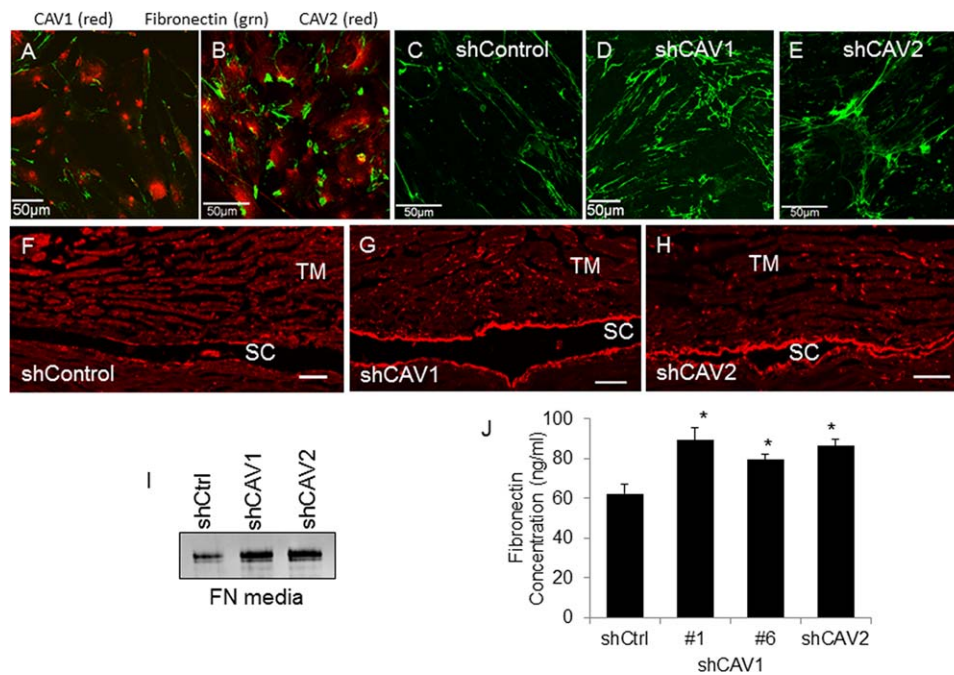 CAV1 (red) Fibronectin (grn) CAV2 (red)
A B C shControl D shCAV1 E shCAV2
50µm 50µm 50µm 50µm 50µm
F TM G TM H TM
SC SC SC
shControl shCAV1 shCAV2
I shCtrl shCAV1 shCAV2
FN media
J
Fibronectin
Concentration (ng/ml)
100
80
60
40
20
0
* * *
shCtrl #1 #6 shCAV2
shCAV1